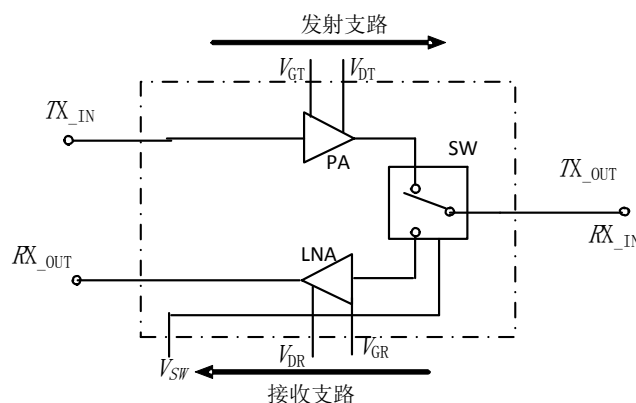 发射支路
VGT VDT
TX_IN
PA
SW
TX_OUT
RX_IN
LNA
RX_OUT
VSW
VDR VGR
接收支路